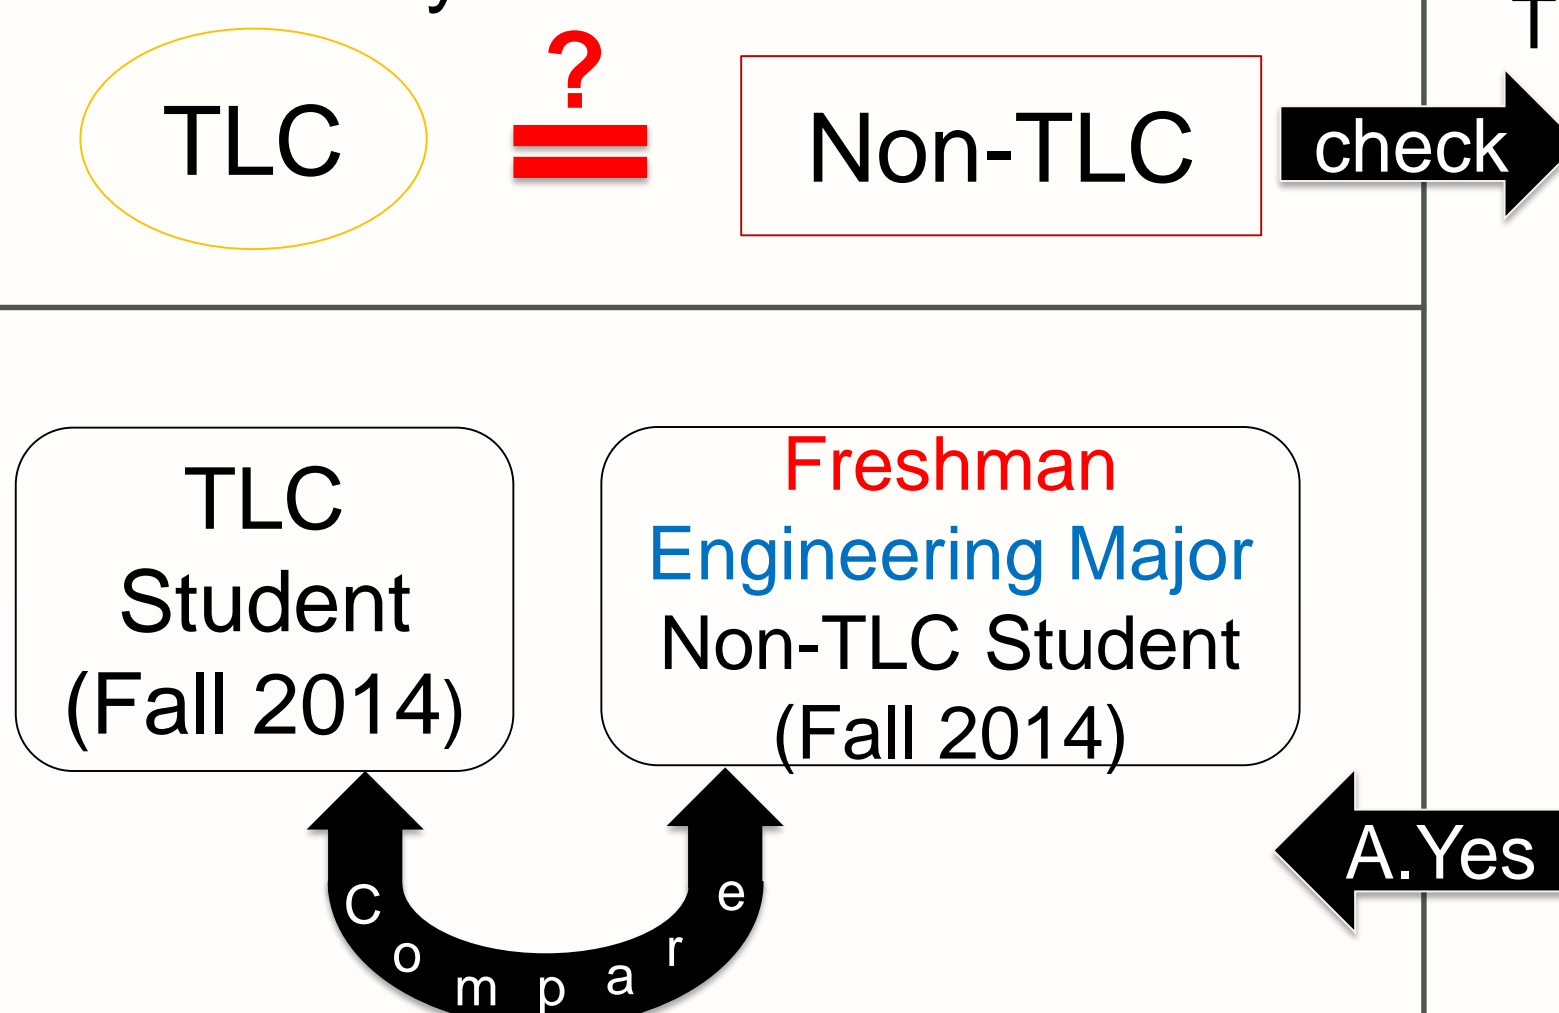 ?
TLC
Non-TLC
check
TLC
Student
(Fall 2014)
Freshman
Engineering Major
Non-TLC Student
(Fall 2014)
A.Yes
Compare